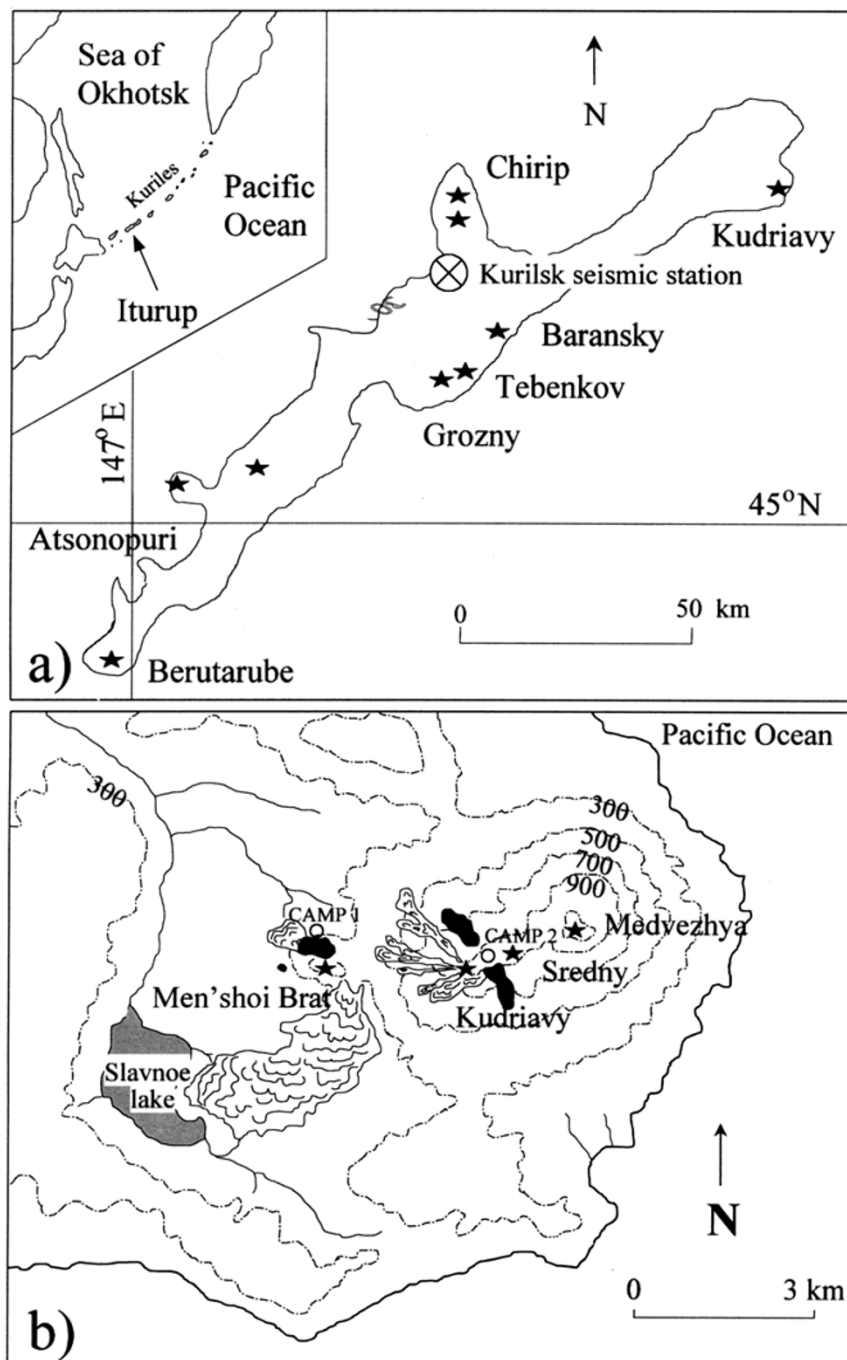 Sea of
Okhotsk
Kuriles
Pacific
Ocean
Iturup
N
Chirip
Kudriavy
Kurilsk seismic station
Baransky
Tebenkov
Grozny
147° E
45° N
Atsonopuri
0 50 km
a)
Berutarube
Pacific Ocean
300
300
500
700
900
CAMP 1
CAMP 2
Medvezhya
Sredny
Men'shoi Brat
Kudriavy
Slavnoe
lake
N
0 3 km
b)